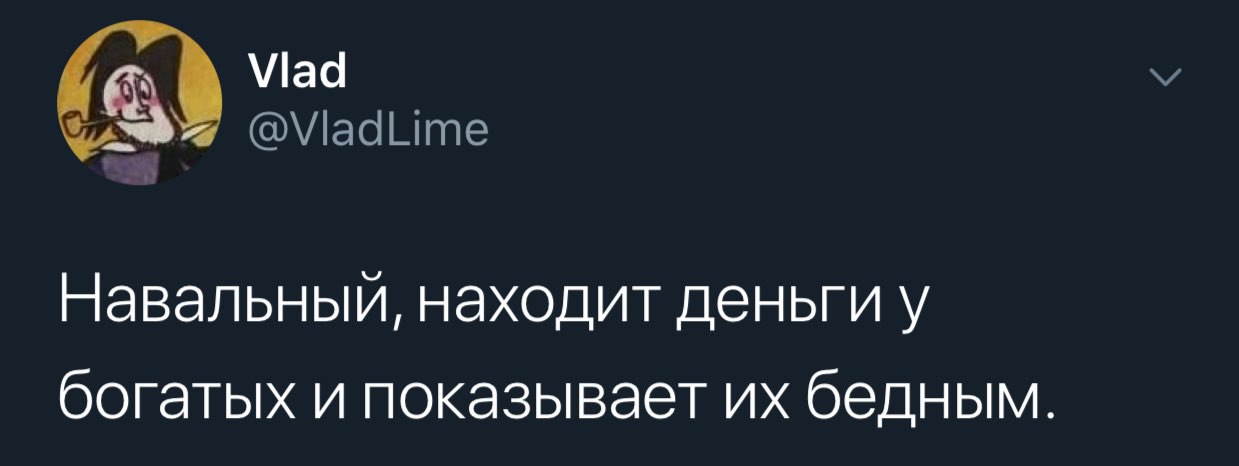 Vlad
@VladLime
Навальный, находит деньги у
богатых и показывает их бедным.